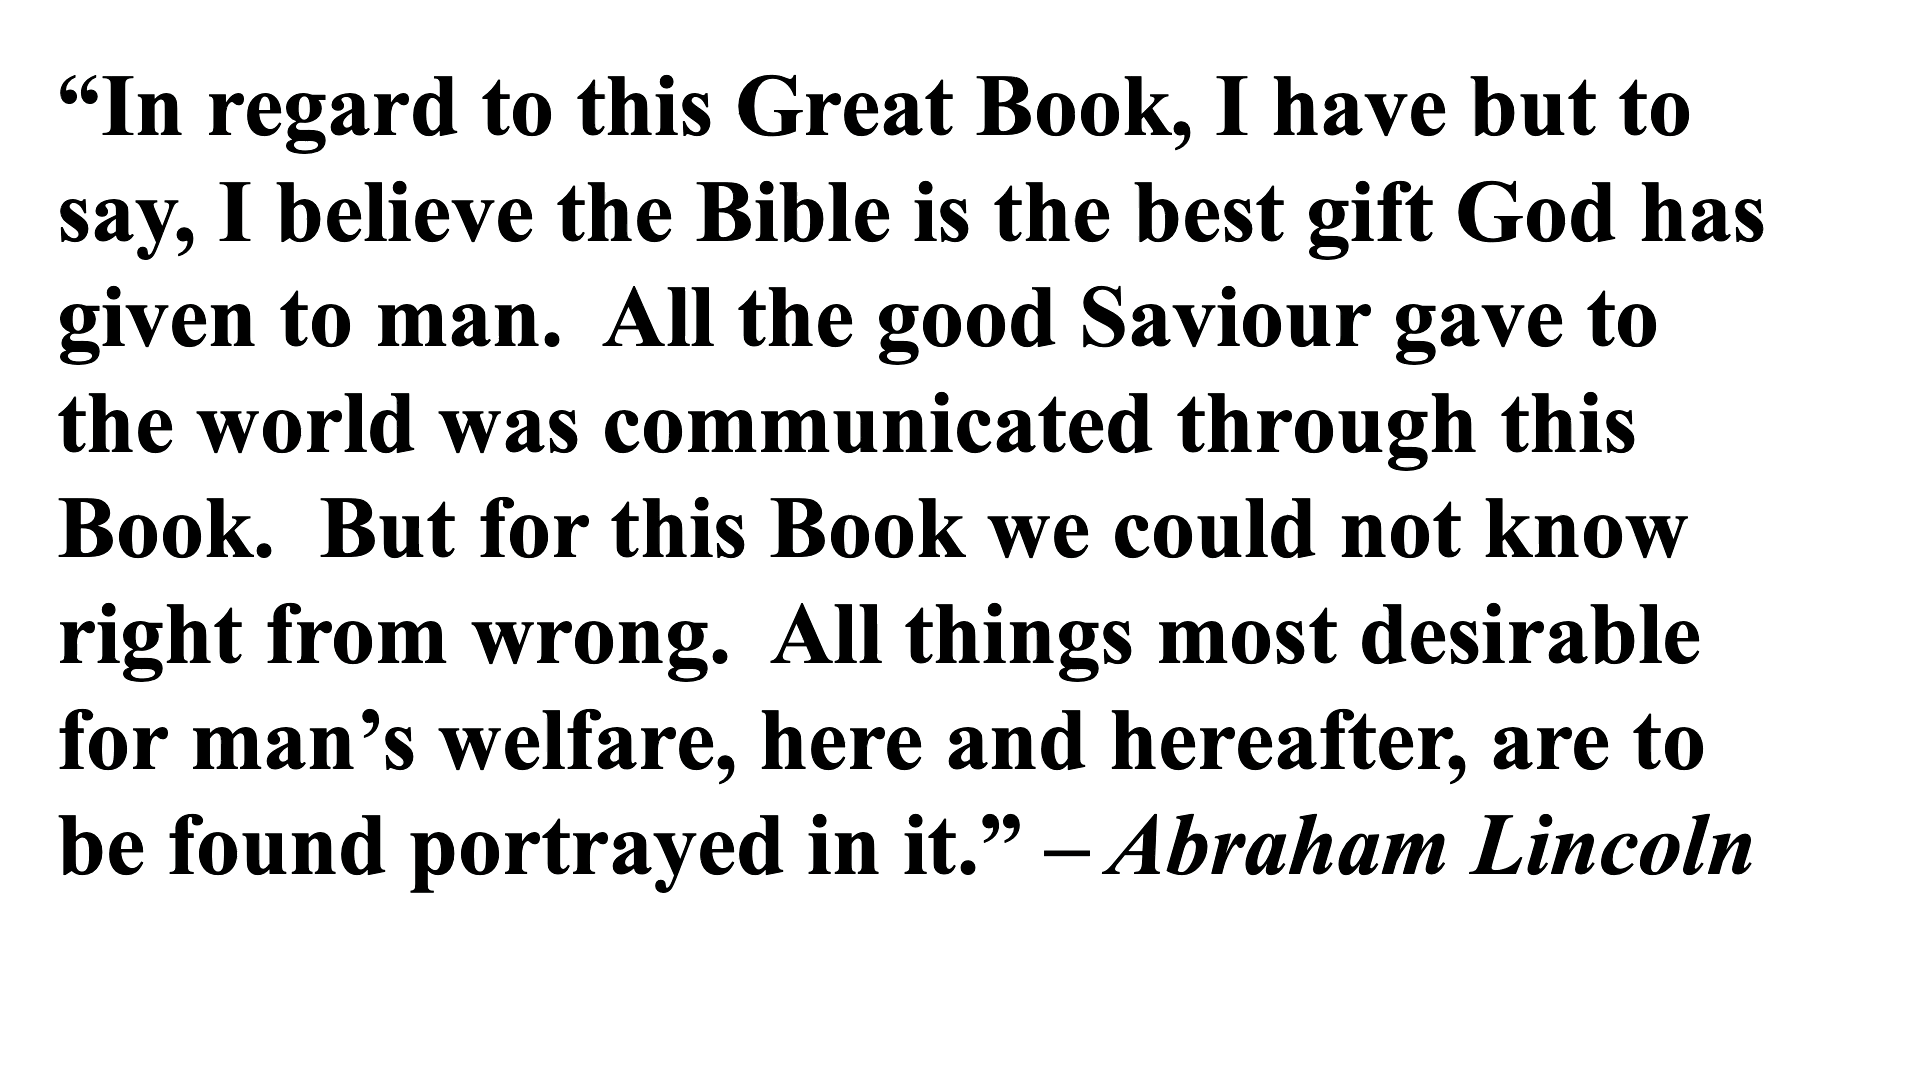 “In regard to this Great Book, I have but to
say, I believe the Bible is the best gift God has
given to man.  All the good Saviour gave to
the world was communicated through this
Book.  But for this Book we could not know
right from wrong.  All things most desirable
for man’s welfare, here and hereafter, are to
be found portrayed in it.” – Abraham Lincoln